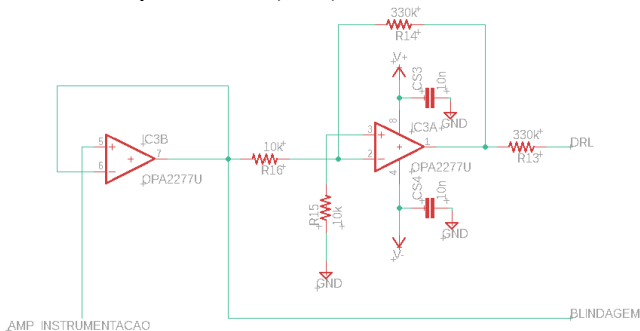 330k
R14
V+
CS3
10n
GND
IC3B
5
6
7
OPA2277U
10k
R16
3
2
8
IC3A
1
4
OPA2277U
330k
R13
DRL
R15
10k
GND
CS4
10n
GND
V-
AMP_INSTRUMENTACAO
BLINDAGEM